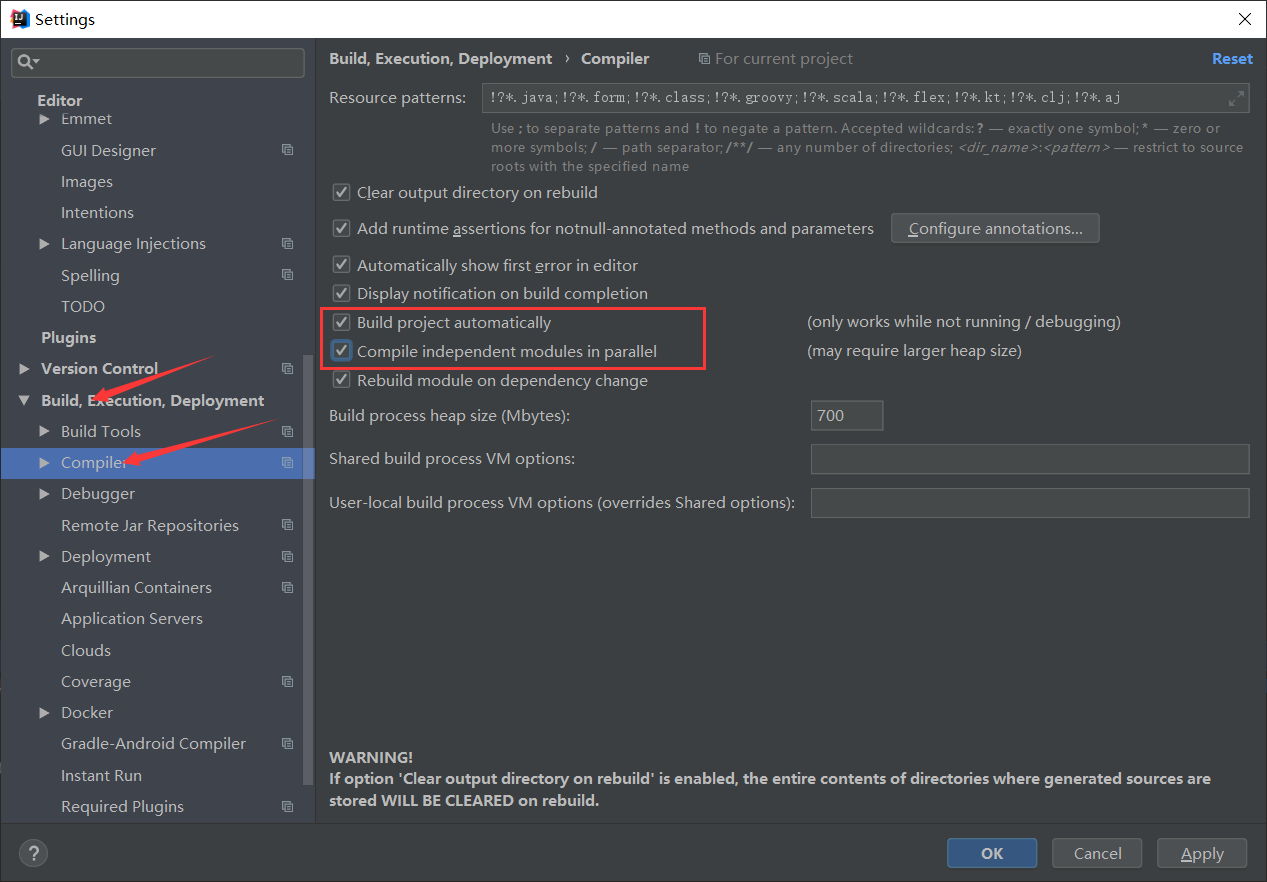 Settings
Editor
Emmet
GUI Designer
Images
Intentions
Language Injections
Spelling
TODO
Plugins
Version Control
Build, Execution, Deployment
Build Tools
Compiler
Debugger
Remote Jar Repositories
Deployment
Arquillian Containers
Application Servers
Clouds
Coverage
Docker
Gradle-Android Compiler
Instant Run
Required Plugins
Build, Execution, Deployment › Compiler For current project Reset
Resource patterns: !?*.java;!?*.form;!?*.class;!?*.groovy;!?*.scala;!?*.flex;!?*.kt;!?*.clj;!?*.aj
Use ; to separate patterns and ! to negate a pattern. Accepted wildcards: ? — exactly one symbol; * — zero or
more symbols; / — path separator; /**/ — any number of directories; <dir_name>:<pattern> — restrict to source
roots with the specified name
Clear output directory on rebuild
Add runtime assertions for notnull-annotated methods and parameters Configure annotations...
Automatically show first error in editor
Display notification on build completion
Build project automatically (only works while not running / debugging)
Compile independent modules in parallel (may require larger heap size)
Rebuild module on dependency change
Build process heap size (Mbytes): 700
Shared build process VM options:
User-local build process VM options (overrides Shared options):
WARNING!
If option 'Clear output directory on rebuild' is enabled, the entire contents of directories where generated sources are
stored WILL BE CLEARED on rebuild.
? OK Cancel Apply